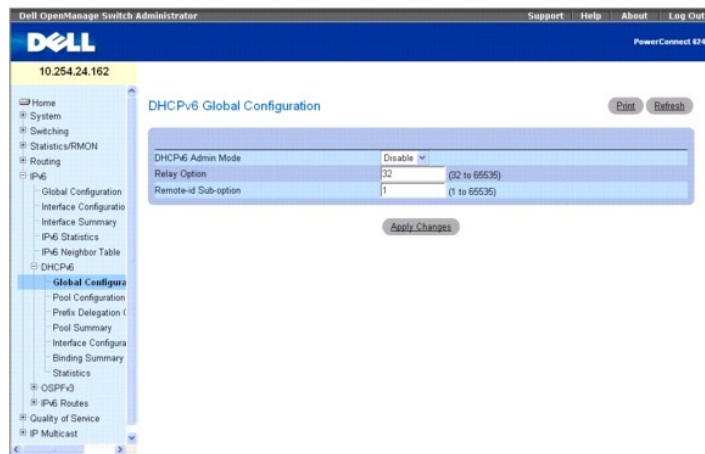 Dell OpenManage Switch Administrator Support Help About Log Out
DELL
PowerConnect 624
10.254.24.162
Home
System
Switching
Statistics/RMON
Routing
IPv6
Global Configuration
Interface Configuratio
Interface Summary
IPv6 Statistics
IPv6 Neighbor Table
DHCPv6
Global Configura
Pool Configuration
Prefix Delegation C
Pool Summary
Interface Configura
Binding Summary
Statistics
OSPFv3
IPv6 Routes
Quality of Service
IP Multicast
DHCPv6 Global Configuration
Print Refresh
DHCPv6 Admin Mode Disable
Relay Option 32 (32 to 65535)
Remote-id Sub-option 1 (1 to 65535)
Apply Changes